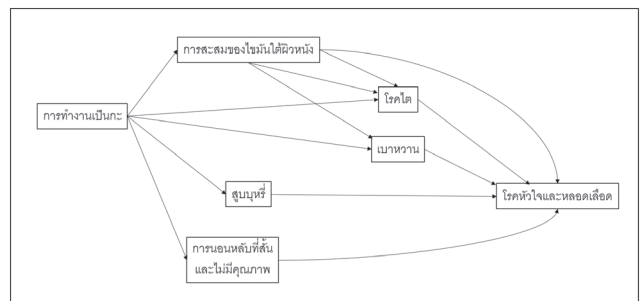 การสะสมของไขมันใต้ผิวหนัง
โรคไต
การทำงานเป็นกะ
เบาหวาน
สูบบุหรี่
โรคหัวใจและหลอดเลือด
การนอนหลับที่สั้น
และไม่มีคุณภาพ